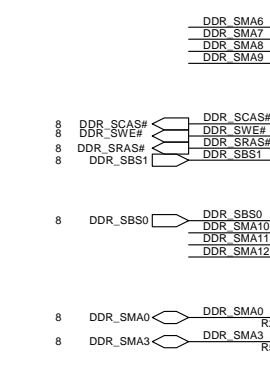 DDR_SMA6
DDR_SMA7
DDR_SMA8
DDR_SMA9
8 DDR_SCAS# DDR_SCAS#
8 DDR_SWE# DDR_SWE#
8 DDR_SRAS# DDR_SRAS#
8 DDR_SBS1 DDR_SBS1
8 DDR_SBS0 DDR_SBS0
DDR_SMA10
DDR_SMA11
DDR_SMA12
8 DDR_SMA0 DDR_SMA0
8 DDR_SMA3 DDR_SMA3